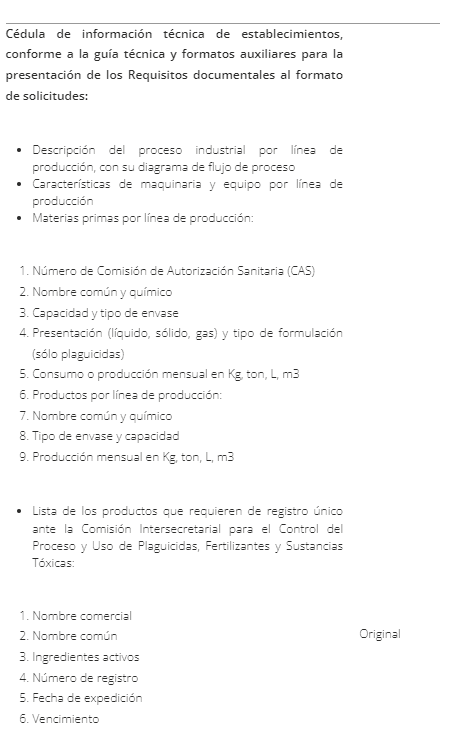 Cédula de información técnica de establecimientos,
conforme a la guía técnica y formatos auxiliares para la
presentación de los Requisitos documentales al formato
de solicitudes:
• Descripción del proceso industrial por línea de
producción, con su diagrama de flujo de proceso
• Características de maquinaria y equipo por línea de
producción
• Materias primas por línea de producción:
1. Número de Comisión de Autorización Sanitaria (CAS)
2. Nombre común y químico
3. Capacidad y tipo de envase
4. Presentación (líquido, sólido, gas) y tipo de formulación
(sólo plaguicidas)
5. Consumo o producción mensual en Kg, ton, L, m3
6. Productos por línea de producción:
7. Nombre común y químico
8. Tipo de envase y capacidad
9. Producción mensual en Kg, ton, L, m3
• Lista de los productos que requieren de registro único
ante la Comisión Intersecretarial para el Control del
Proceso y Uso de Plaguicidas, Fertilizantes y Sustancias
Tóxicas:
1. Nombre comercial
2. Nombre común
Original
3. Ingredientes activos
4. Número de registro
5. Fecha de expedición
6. Vencimiento